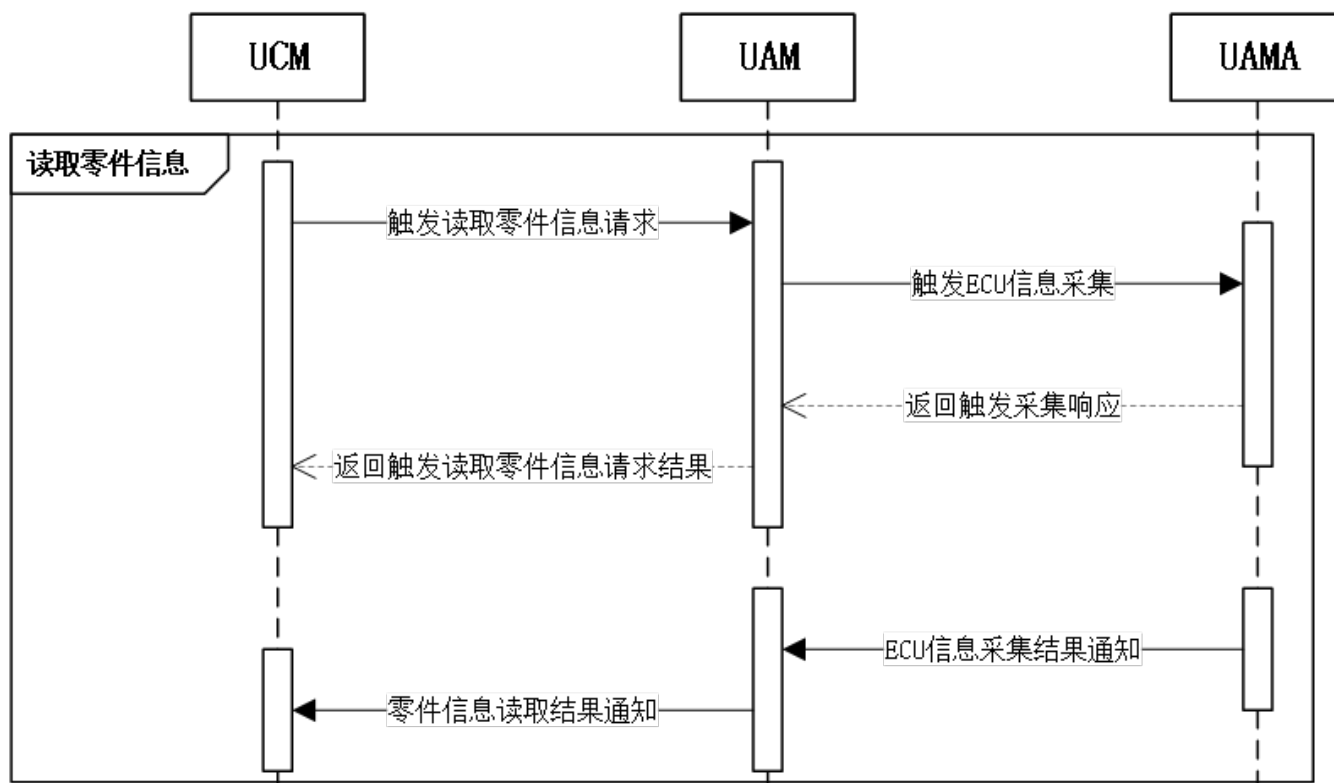 UCM
UAM
UAMA
读取零件信息
触发读取零件信息请求
触发ECU信息采集
返回触发采集响应
返回触发读取零件信息请求结果
ECU信息采集结果通知
零件信息读取结果通知